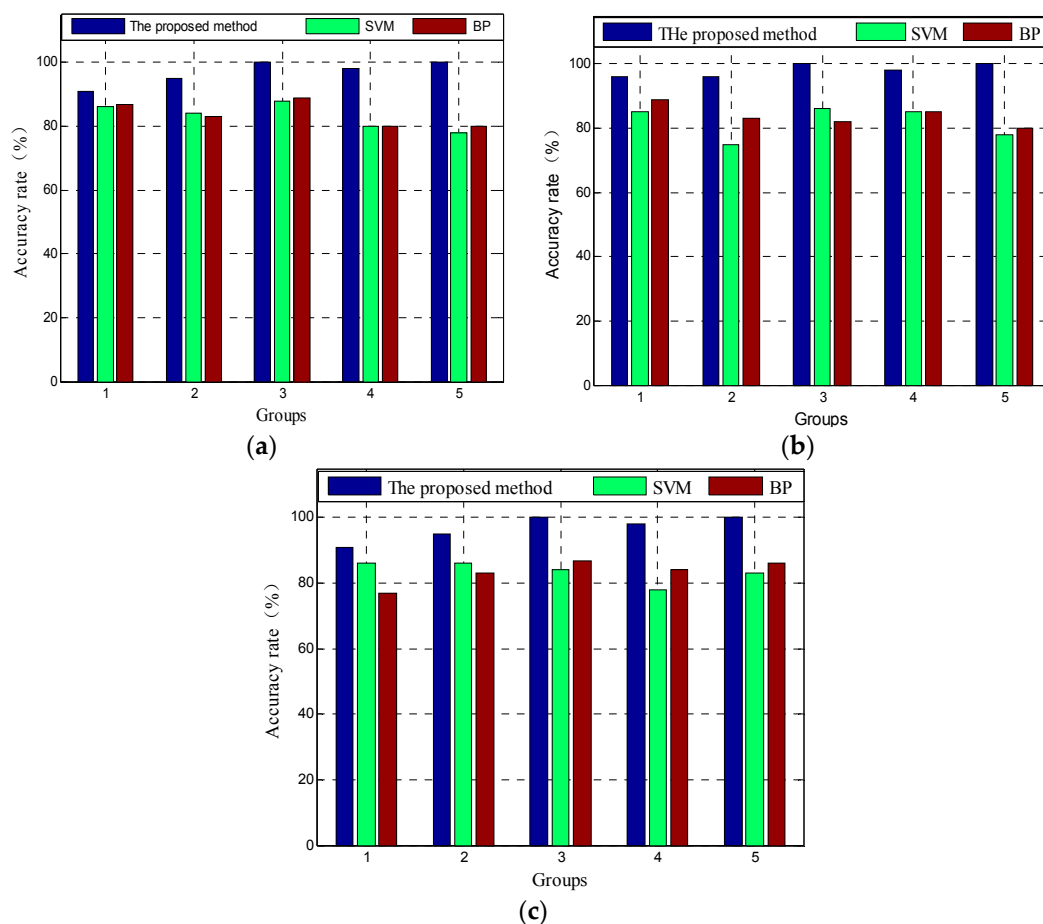 The proposed method SVM BP
100
80
60
40
20
0
Accuracy rate（%）
1 2 3 4 5
Groups
(a)
THe proposed method SVM BP
100
80
60
40
20
0
Accuracy rate（%）
1 2 3 4 5
Groups
(b)
The proposed method SVM BP
100
80
60
40
20
0
Accuracy rate（%）
1 2 3 4 5
Groups
(c)